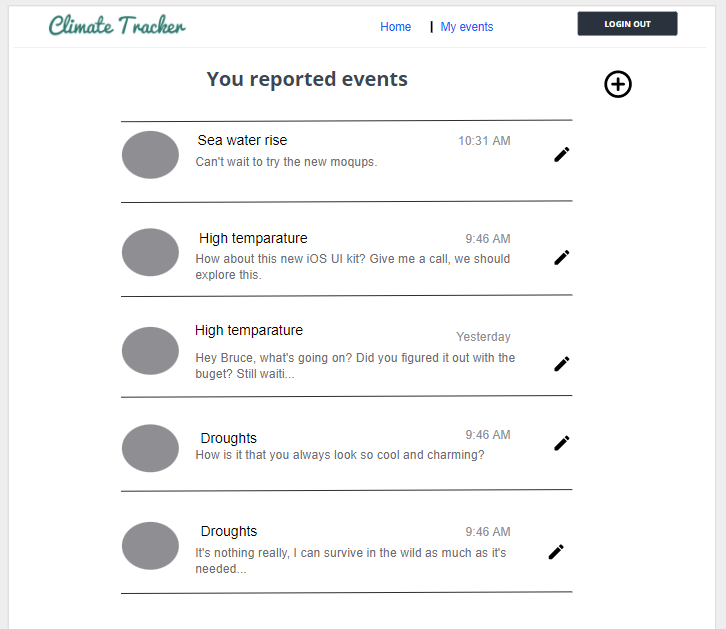 Climate Tracker
Home | My events
LOGIN OUT
You reported events
Sea water rise
10:31 AM
Can't wait to try the new moqups.
High temparature
9:46 AM
How about this new iOS UI kit? Give me a call, we should
explore this.
High temparature
Yesterday
Hey Bruce, what's going on? Did you figured it out with the
buget? Still waiti...
Droughts
9:46 AM
How is it that you always look so cool and charming?
Droughts
9:46 AM
It's nothing really, I can survive in the wild as much as it's
needed...